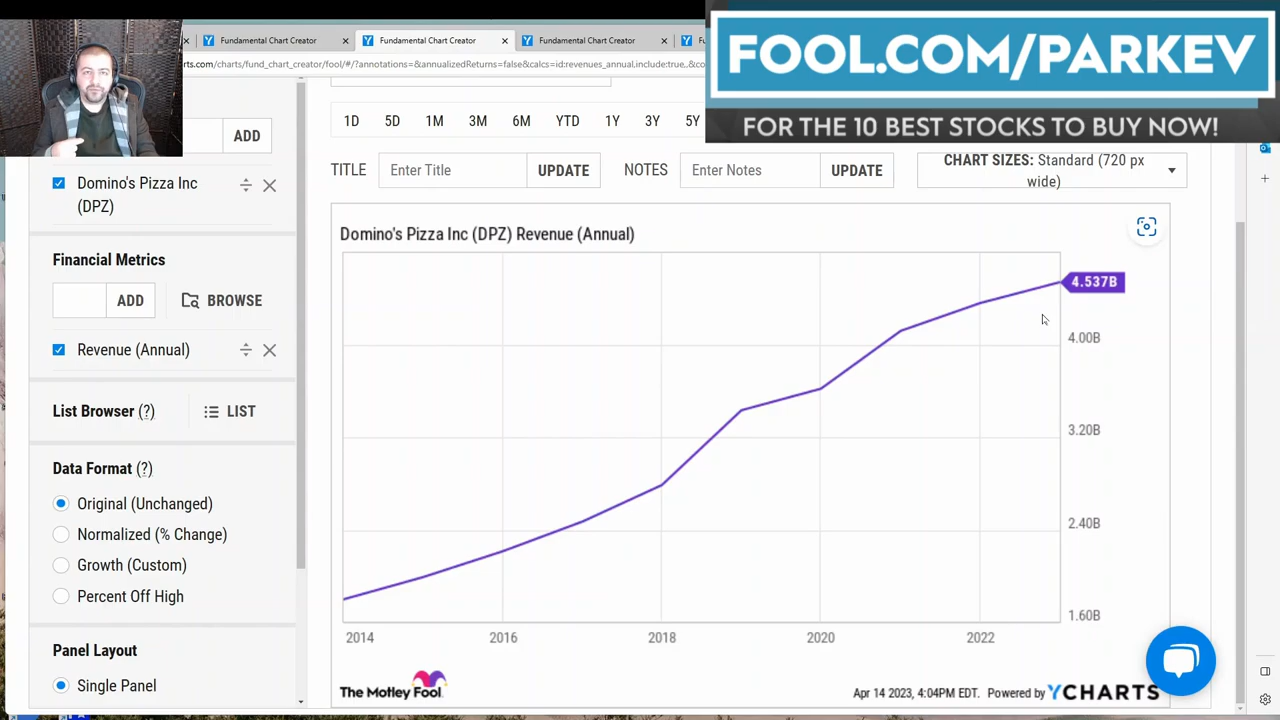 Fundamental Chart Creator
Fundamental Chart Creator
Fundamental Chart Creator
FOOL.COM/PARKEV
FOR THE 10 BEST STOCKS TO BUY NOW!
rts.com/charts/fund_chart_creator/fool/#/?annotations=&annualizedReturns=false&calcs=id:revenues_annual,include:true,,&co
1D 5D 1M 3M 6M YTD 1Y 3Y 5Y
ADD
TITLE Enter Title UPDATE NOTES Enter Notes UPDATE CHART SIZES: Standard (720 px
wide)
Domino's Pizza Inc
(DPZ)
Financial Metrics
ADD BROWSE
Revenue (Annual)
List Browser (?) LIST
Data Format (?)
Original (Unchanged)
Normalized (% Change)
Growth (Custom)
Percent Off High
Panel Layout
Single Panel
Domino's Pizza Inc (DPZ) Revenue (Annual)
4.537B
4.00B
3.20B
2.40B
1.60B
2014 2016 2018 2020 2022
The Motley Fool.
Apr 14 2023, 4:04PM EDT. Powered by YCHARTS